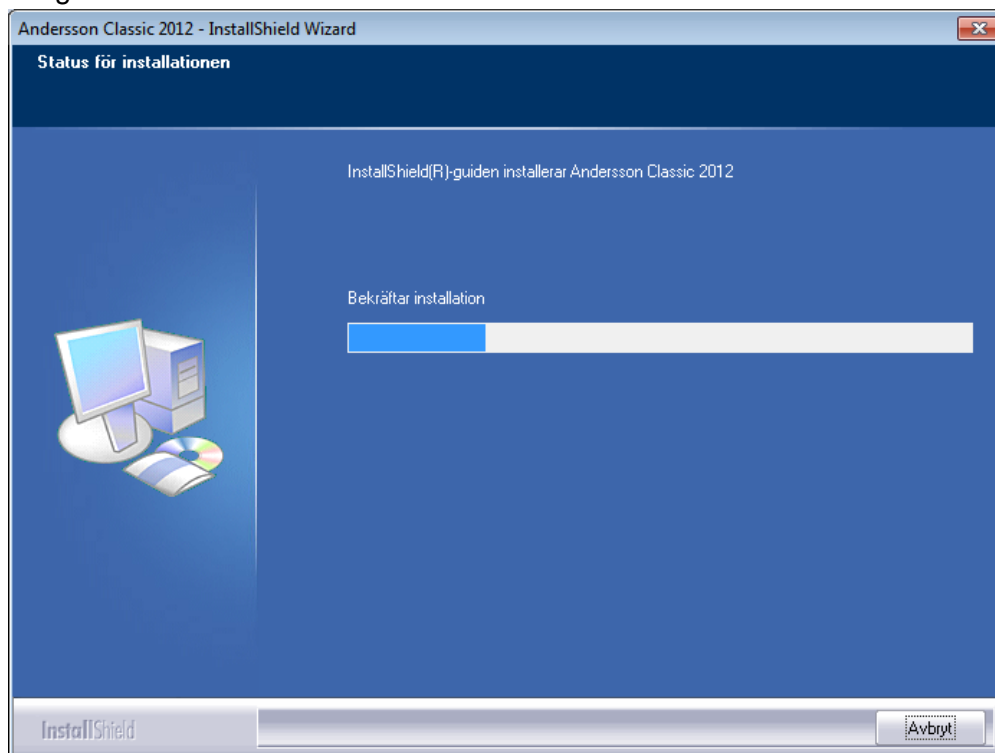 Andersson Classic 2012 - InstallShield Wizard
Status för installationen
InstallShield(R)-guiden installerar Andersson Classic 2012
Bekräftar installation
InstallShield
Avbryt